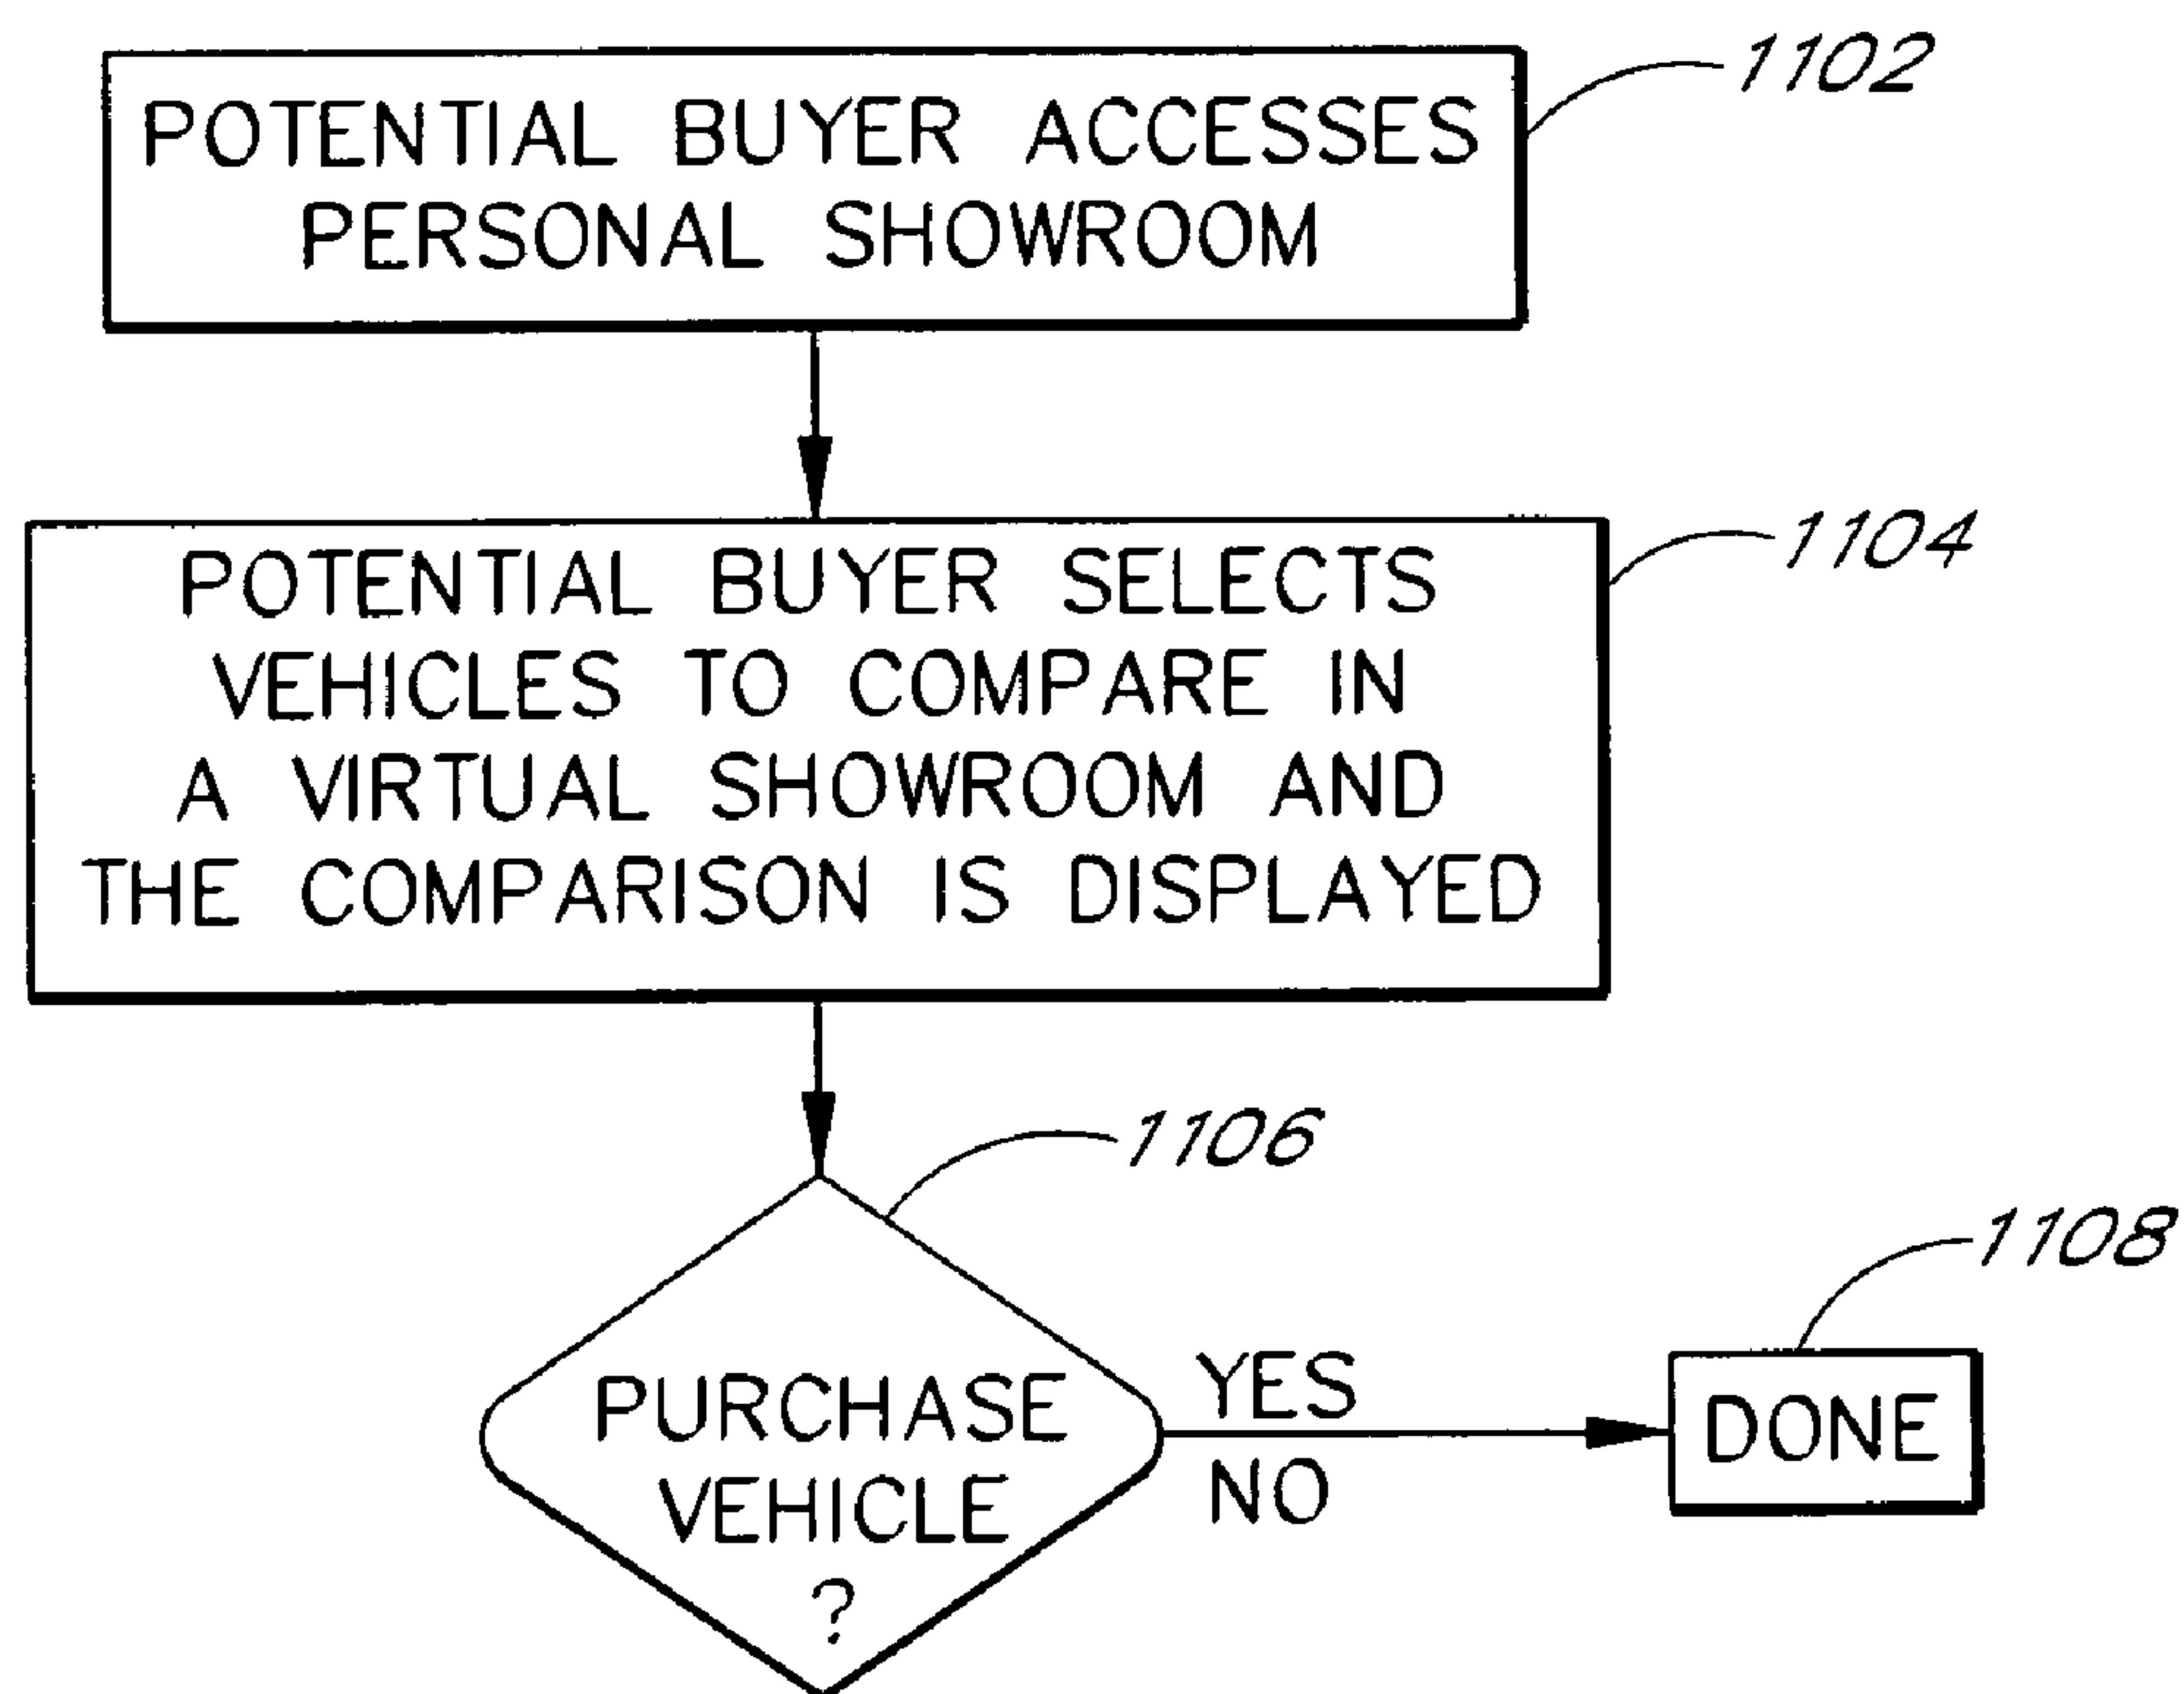 1102
POTENTIAL BUYER ACCESSES
PERSONAL SHOWROOM
1104
POTENTIAL BUYER SELECTS
VEHICLES TO COMPARE IN
A VIRTUAL SHOWROOM AND
THE COMPARISON IS DISPLAYED
1106
1108
PURCHASE
VEHICLE
?
YES
NO
DONE